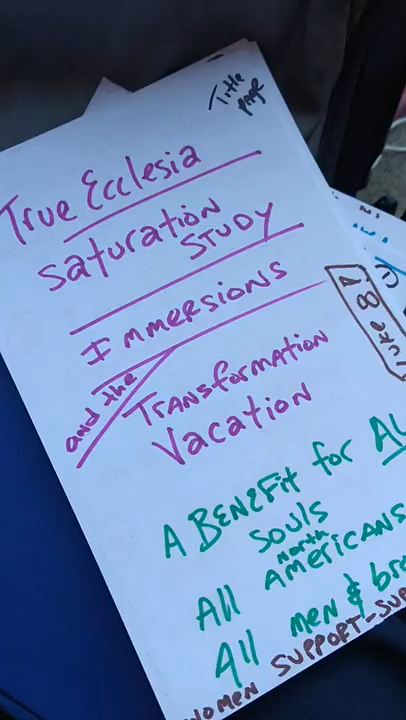 Title
page
True Ecclesia
Saturation
STUDY
IMMERSIONS
and the
TRANSformation
Vacation
A BENEFit for
souls
north
All AMERICANS
All men &
WOMEN SUPPORT-